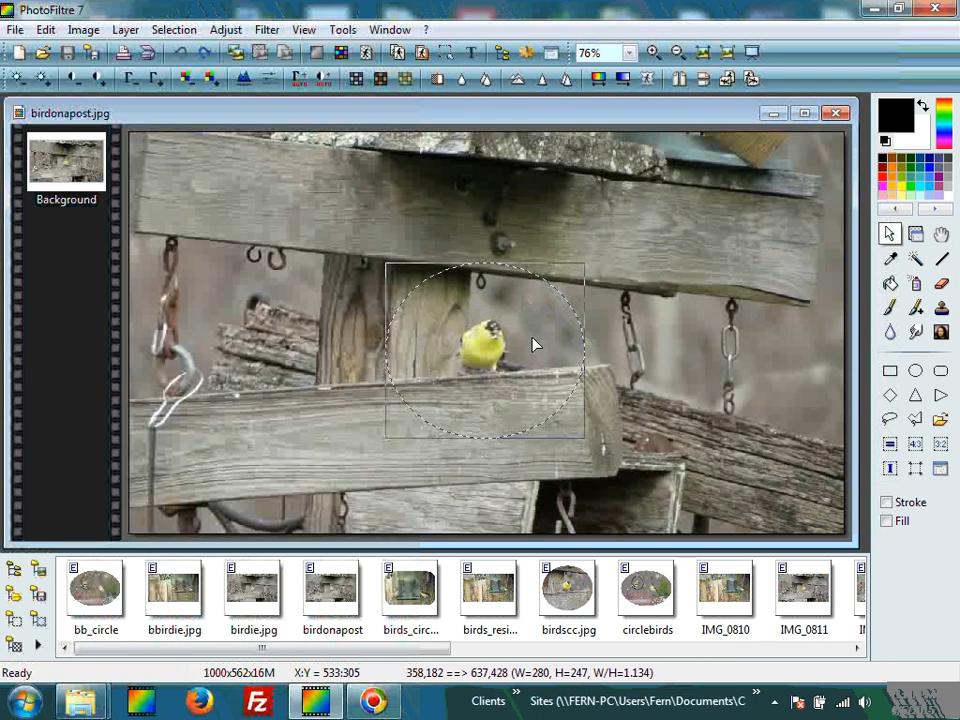 PhotoFiltre 7
File Edit Image Layer Selection Adjust Filter View Tools Window ?
76%
birdonapost.jpg
Background
Stroke
Fill
bb_circle bbirdie.jpg birdie.jpg birdonapost birds_circ... birds_resi... birdscc.jpg circlebirds IMG_0810 IMG_0811
Ready 1000x562x16M X:Y = 533:305 358,182 ==> 637,428 (W=280, H=247, W/H=1.134)
Clients » Sites (\\FERN-PC\Users\Fern\Documents\C »